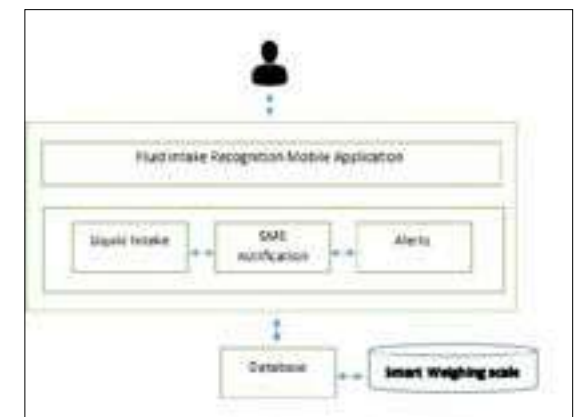 Fluid Intake Recognition Mobile Application
Liquid Intake
SMS
notification
Alerts
Database
Smart Weighing scale